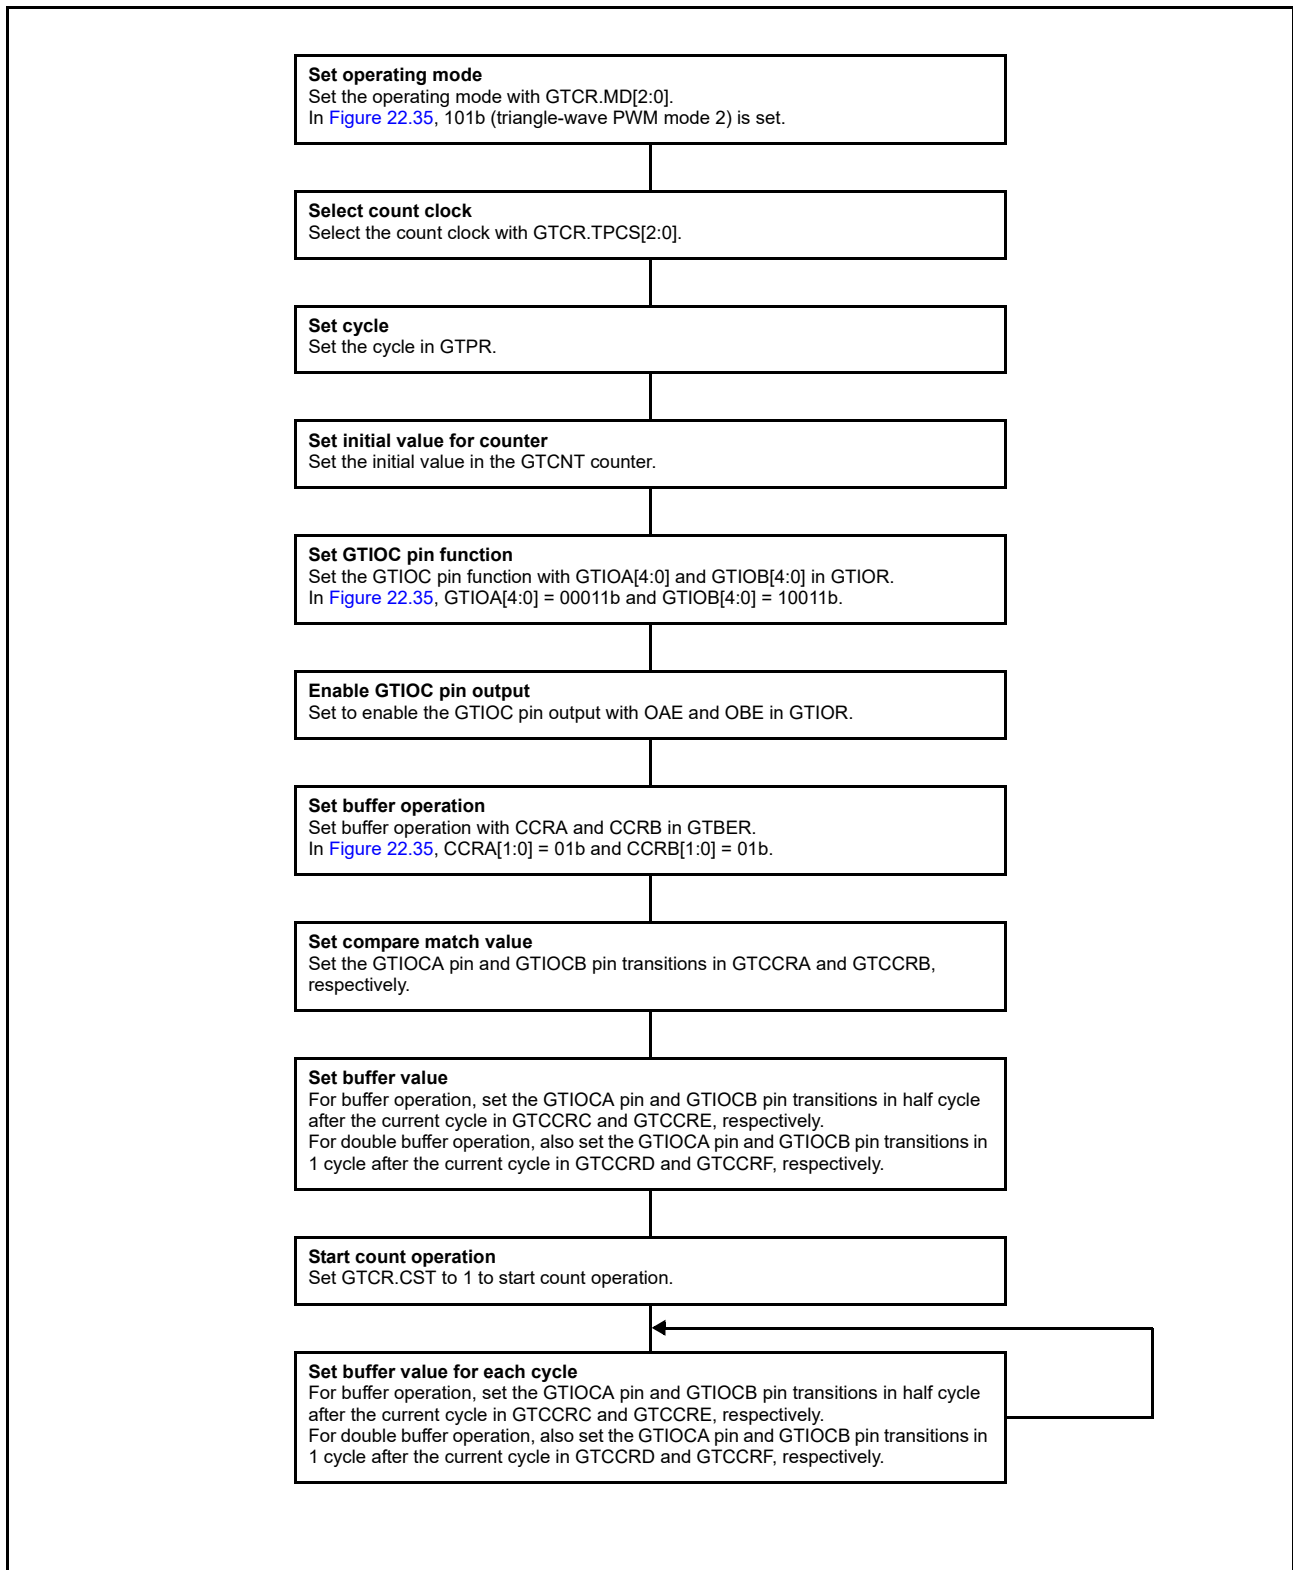 Set operating mode
Set the operating mode with GTCR.MD[2:0].
In Figure 22.35, 101b (triangle-wave PWM mode 2) is set.
Select count clock
Select the count clock with GTCR.TPCS[2:0].
Set cycle
Set the cycle in GTPR.
Set initial value for counter
Set the initial value in the GTCNT counter.
Set GTIOC pin function
Set the GTIOC pin function with GTIOA[4:0] and GTIOB[4:0] in GTIOR.
In Figure 22.35, GTIOA[4:0] = 00011b and GTIOB[4:0] = 10011b.
Enable GTIOC pin output
Set to enable the GTIOC pin output with OAE and OBE in GTIOR.
Set buffer operation
Set buffer operation with CCRA and CCRB in GTBER.
In Figure 22.35, CCRA[1:0] = 01b and CCRB[1:0] = 01b.
Set compare match value
Set the GTIOCA pin and GTIOCB pin transitions in GTCCRA and GTCCRB,
respectively.
Set buffer value
For buffer operation, set the GTIOCA pin and GTIOCB pin transitions in half cycle
after the current cycle in GTCCRC and GTCCRE, respectively.
For double buffer operation, also set the GTIOCA pin and GTIOCB pin transitions in
1 cycle after the current cycle in GTCCRD and GTCCRF, respectively.
Start count operation
Set GTCR.CST to 1 to start count operation.
Set buffer value for each cycle
For buffer operation, set the GTIOCA pin and GTIOCB pin transitions in half cycle
after the current cycle in GTCCRC and GTCCRE, respectively.
For double buffer operation, also set the GTIOCA pin and GTIOCB pin transitions in
1 cycle after the current cycle in GTCCRD and GTCCRF, respectively.